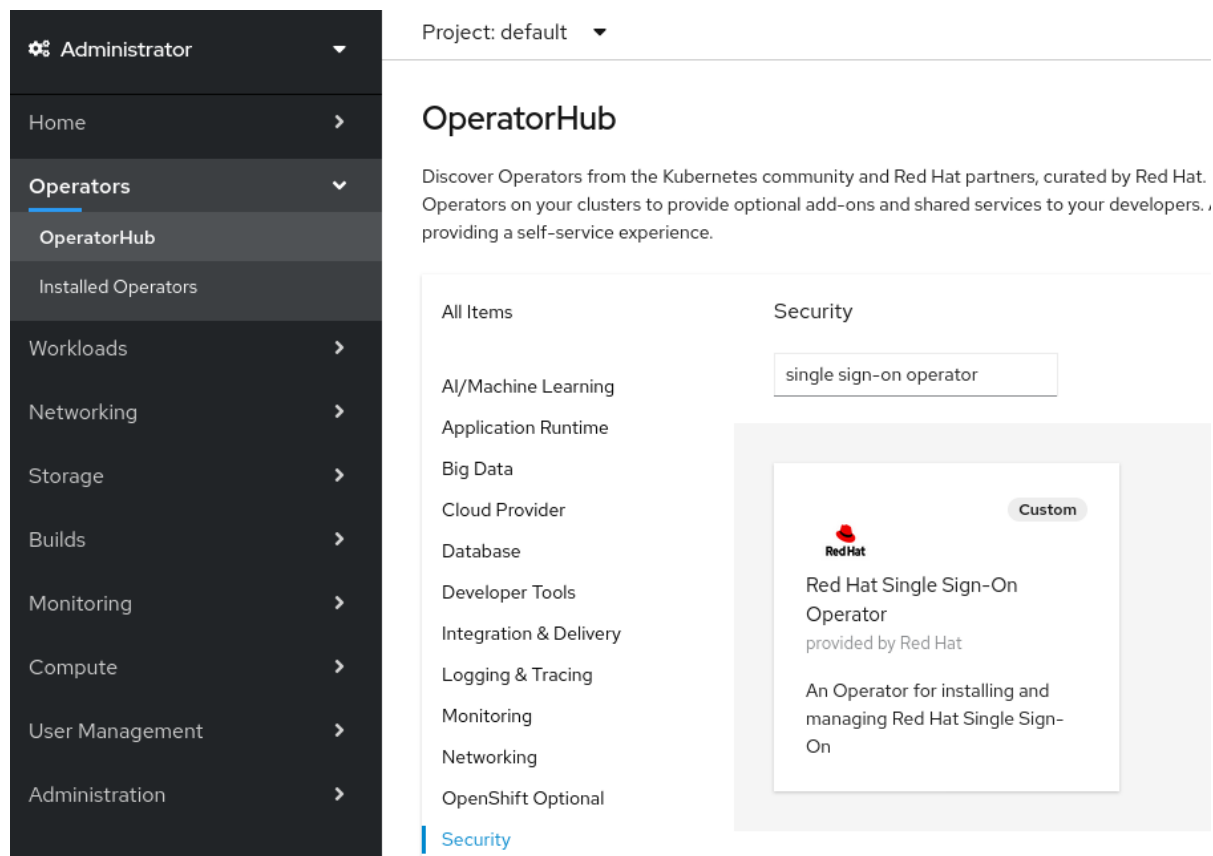 Administrator
Home
Operators
OperatorHub
Installed Operators
Workloads
Networking
Storage
Builds
Monitoring
Compute
User Management
Administration
Project: default
OperatorHub
Discover Operators from the Kubernetes community and Red Hat partners, curated by Red Hat.
Operators on your clusters to provide optional add-ons and shared services to your developers.
providing a self-service experience.
All Items
AI/Machine Learning
Application Runtime
Big Data
Cloud Provider
Database
Developer Tools
Integration & Delivery
Logging & Tracing
Monitoring
Networking
OpenShift Optional
Security
Security
single sign-on operator
Custom
Red Hat
Red Hat Single Sign-On
Operator
provided by Red Hat
An Operator for installing and
managing Red Hat Single Sign-
On